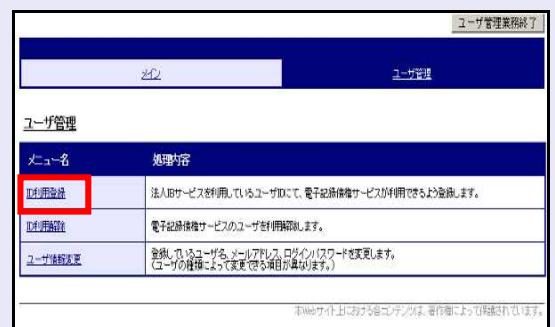 ユーザ管理業務終了
メイン ユーザ管理
ユーザ管理
メニュー名 処理内容
ID利用登録 法人IBサービスを利用しているユーザIDにて、電子記録債権サービスが利用できるよう登録します。
ID利用解除 電子記録債権サービスのユーザを利用解除します。
ユーザ情報変更 登録しているユーザ名、メールアドレス、ログインパスワードを変更します。
(ユーザの種類によって変更できる項目が異なります。)
本Webサイト上における各コンテンツは、著作権によって保護されています。